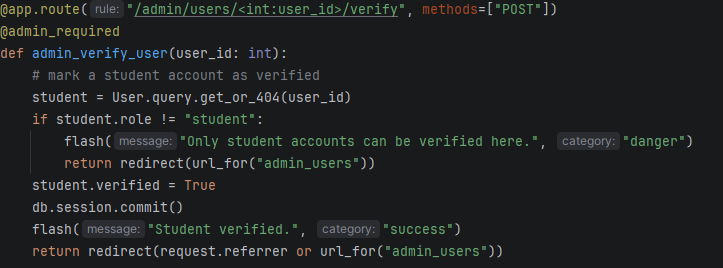 @app.route( rule: "/admin/users/<int:user_id>/verify", methods=["POST"])
@admin_required
def admin_verify_user(user_id: int):
    # mark a student account as verified
    student = User.query.get_or_404(user_id)
    if student.role != "student":
        flash( message: "Only student accounts can be verified here.", category: "danger")
        return redirect(url_for("admin_users"))
    student.verified = True
    db.session.commit()
    flash( message: "Student verified.", category: "success")
    return redirect(request.referrer or url_for("admin_users"))